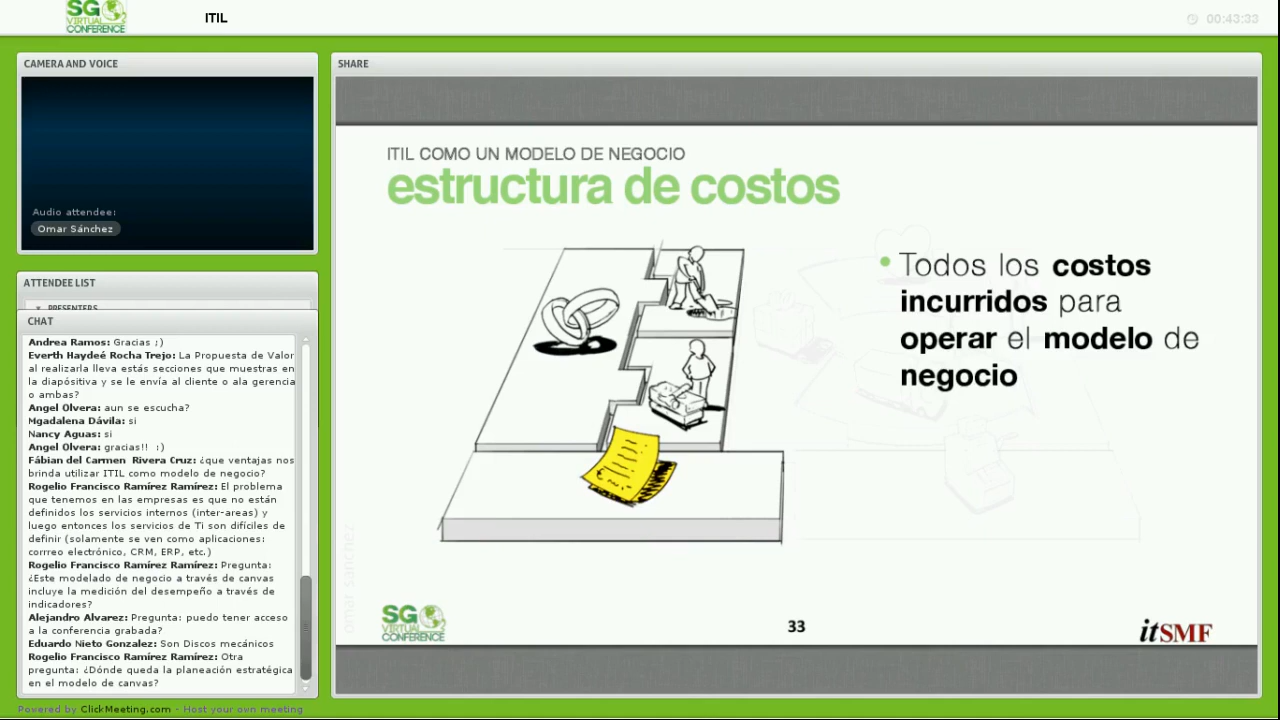 SG
VIRTUAL
CONFERENCE
ITIL
00:43:33
CAMERA AND VOICE
Audio attendee:
Omar Sánchez
ATTENDEE LIST
PRESENTERS
CHAT
Andrea Ramos: Gracias ;)
Everth Haydeé Rocha Trejo: La Propuesta de Valor
al realizarla lleva estás secciones que muestras en
la diapósitiva y se le envía al cliente o ala gerencia
o ambas?
Angel Olvera: aun se escucha?
Mgadalena Dávila: si
Nancy Aguas: si
Angel Olvera: gracias!! :)
Fábian del Carmen Rivera Cruz: ¿que ventajas nos
brinda utilizar ITIL como modelo de negocio?
Rogelio Francisco Ramírez Ramírez: El problema
que tenemos en las empresas es que no están
definidos los servicios internos (inter-areas) y
luego entonces los servicios de Ti son difíciles de
definir (solamente se ven como aplicaciones:
corrreo electrónico, CRM, ERP, etc.)
Rogelio Francisco Ramírez Ramírez: Pregunta:
¿Este modelado de negocio a través de canvas
incluye la medición del desempeño a través de
indicadores?
Alejandro Alvarez: Pregunta: puedo tener acceso
a la conferencia grabada?
Eduardo Nieto Gonzalez: Son Discos mecánicos
Rogelio Francisco Ramírez Ramírez: Otra
pregunta: ¿Dónde queda la planeación estratégica
en el modelo de canvas?
Powered by ClickMeeting.com - Host your own meeting
SHARE
ITIL COMO UN MODELO DE NEGOCIO
estructura de costos
• Todos los costos
incurridos para
operar el modelo de
negocio
omar sanchez
SG
VIRTUAL
CONFERENCE
33
itSMF